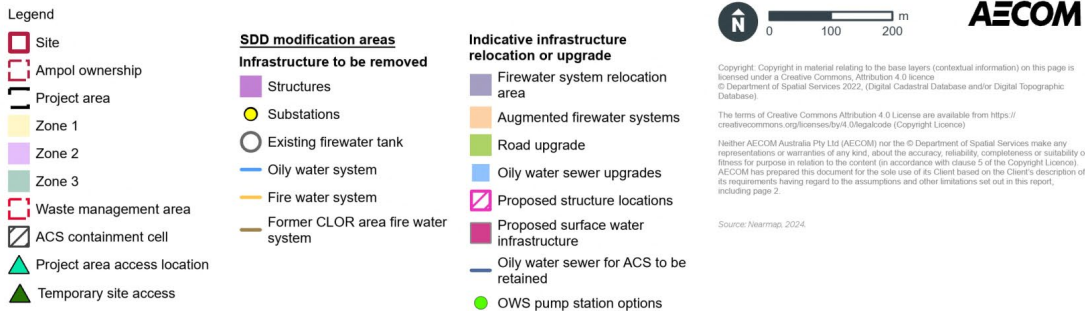 Legend
Site
Ampol ownership
Project area
Zone 1
Zone 2
Zone 3
Waste management area
ACS containment cell
Project area access location
Temporary site access
SDD modification areas
Infrastructure to be removed
Structures
Substations
Existing firewater tank
Oily water system
Fire water system
Former CLOR area fire water
system
Indicative infrastructure
relocation or upgrade
Firewater system relocation
area
Augmented firewater systems
Road upgrade
Oily water sewer upgrades
Proposed structure locations
Proposed surface water
infrastructure
Oily water sewer for ACS to be
retained
OWS pump station options
N
m
0 100 200
AECOM
Copyright: Copyright in material relating to the base layers (contextual information) on this page is
licensed under a Creative Commons, Attribution 4.0 licence
© Department of Spatial Services 2022, (Digital Cadastral Database and/or Digital Topographic
Database).
The terms of Creative Commons Attribution 4.0 License are available from https://
creativecommons.org/licenses/by/4.0/legalcode (Copyright Licence)
Neither AECOM Australia Pty Ltd (AECOM) nor the © Department of Spatial Services make any
representations or warranties of any kind, about the accuracy, reliability, completeness or suitability o
fitness for purpose in relation to the content (in accordance with clause 5 of the Copyright Licence).
AECOM has prepared this document for the sole use of its Client based on the Client's description of
its requirements having regard to the assumptions and other limitations set out in this report,
including page 2.
Source: Nearmap, 2024.